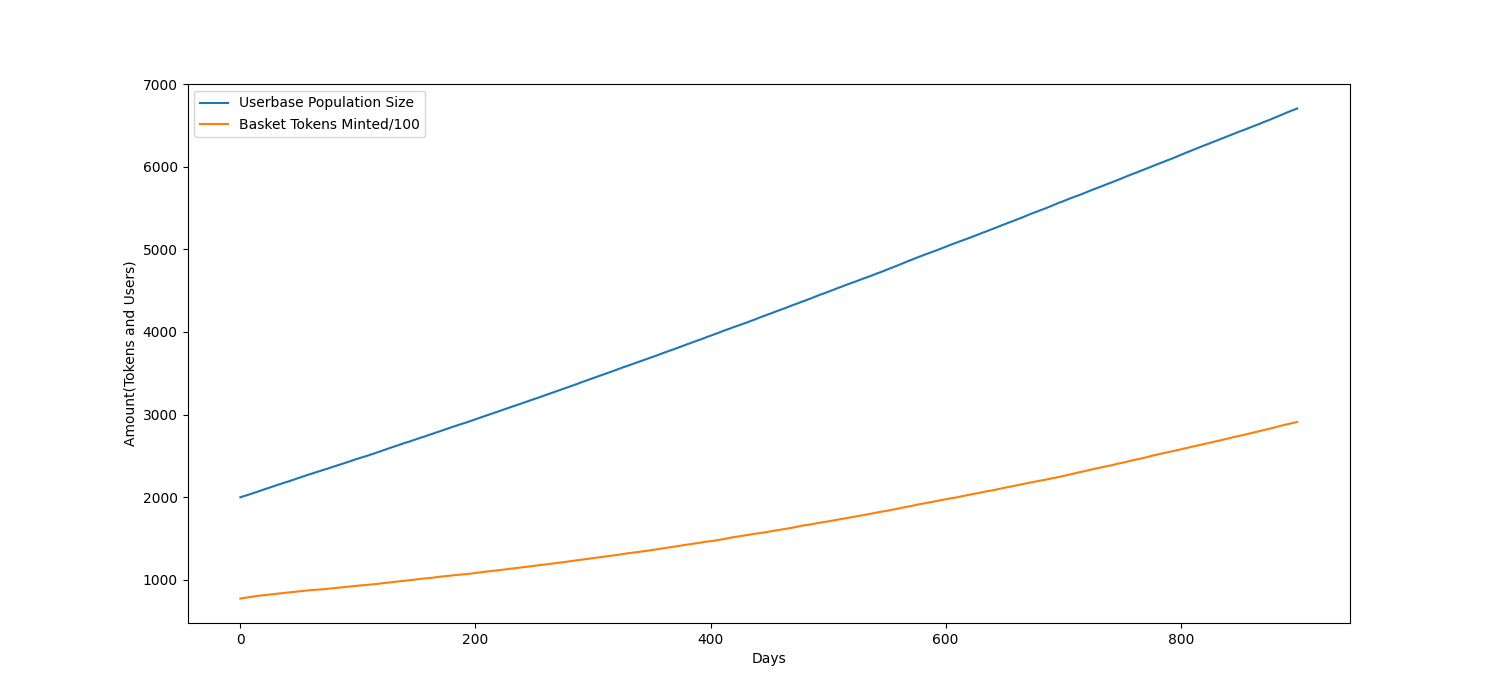 7000
6000
5000
4000
3000
2000
1000
Amount(Tokens and Users)
Userbase Population Size
Basket Tokens Minted/100
0 200 400 600 800
Days